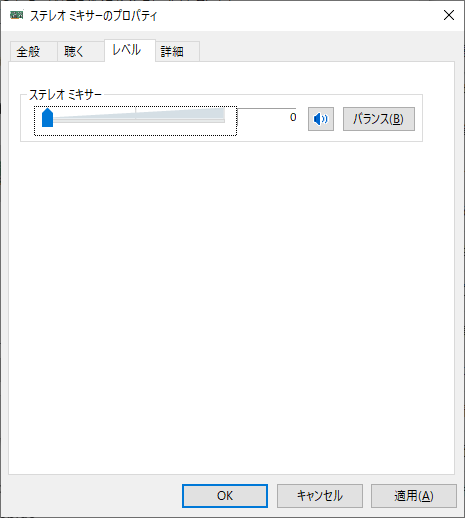 ステレオ ミキサーのプロパティ
全般 聴く レベル 詳細
ステレオ ミキサー
0 バランス(B)
OK キャンセル 適用(A)